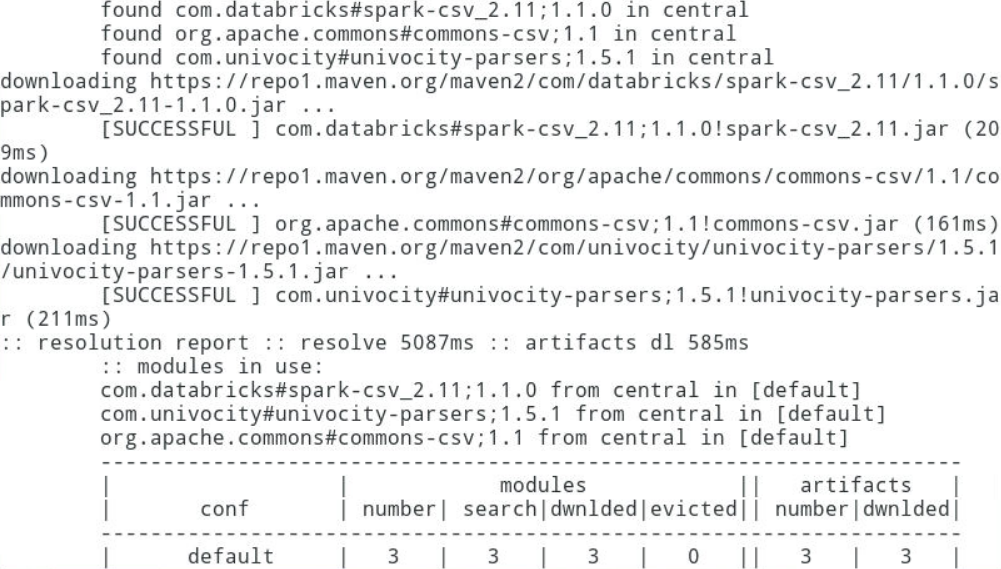 found com.databricks#spark-csv_2.11;1.1.0 in central
found org.apache.commons#commons-csv;1.1 in central
found com.univocity#univocity-parsers;1.5.1 in central
downloading https://repo1.maven.org/maven2/com/databricks/spark-csv_2.11/1.1.0/s
park-csv_2.11-1.1.0.jar ...
[SUCCESSFUL ] com.databricks#spark-csv_2.11;1.1.0!spark-csv_2.11.jar (20
9ms)
downloading https://repo1.maven.org/maven2/org/apache/commons/commons-csv/1.1/co
mmons-csv-1.1.jar ...
[SUCCESSFUL ] org.apache.commons#commons-csv;1.1!commons-csv.jar (161ms)
downloading https://repo1.maven.org/maven2/com/univocity/univocity-parsers/1.5.1
/univocity-parsers-1.5.1.jar ...
[SUCCESSFUL ] com.univocity#univocity-parsers;1.5.1!univocity-parsers.ja
r (211ms)
:: resolution report :: resolve 5087ms :: artifacts dl 585ms
:: modules in use:
com.databricks#spark-csv_2.11;1.1.0 from central in [default]
com.univocity#univocity-parsers;1.5.1 from central in [default]
org.apache.commons#commons-csv;1.1 from central in [default]
---------------------------------------------------------------------
|                  |            modules            ||   artifacts   |
|       conf       | number| search|dwnlded|evicted|| number|dwnlded|
---------------------------------------------------------------------
|      default     |   3   |   3   |   3   |   0   ||   3   |   3   |